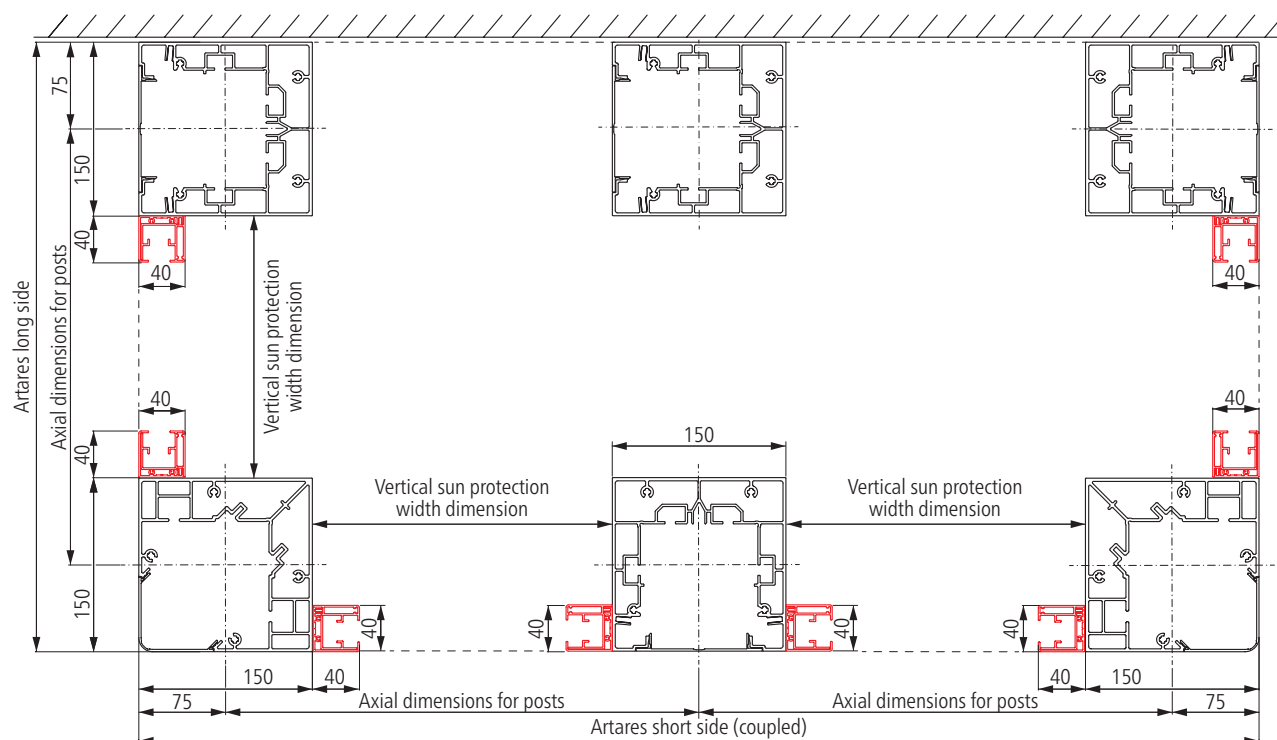 75
150
40
40
40
Artares long side
Axial dimensions for posts
Vertical sun protection
width dimension
40
40
40
150
Vertical sun protection
width dimension
Vertical sun protection
width dimension
150
40
40
40
40
150
40
40
150
75
Axial dimensions for posts
Axial dimensions for posts
75
Artares short side (coupled)